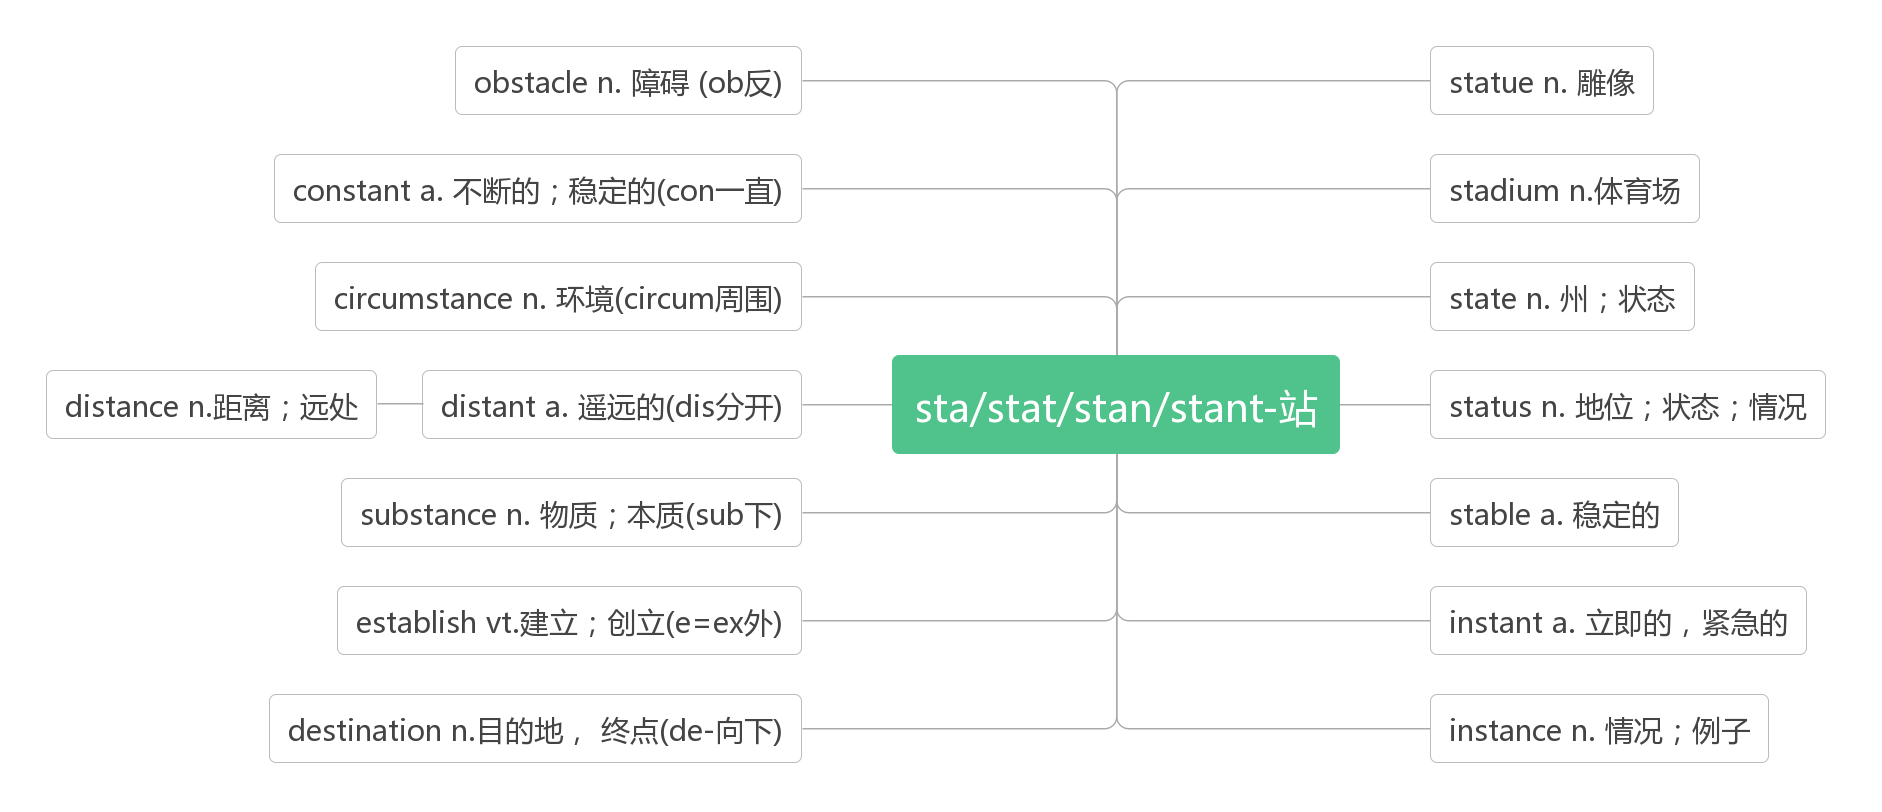 obstacle n. 障碍 (ob反)
statue n. 雕像
constant a. 不断的；稳定的(con一直)
stadium n.体育场
circumstance n. 环境(circum周围)
state n. 州；状态
distance n.距离；远处
distant a. 遥远的(dis分开)
sta/stat/stan/stant-站
status n. 地位；状态；情况
substance n. 物质；本质(sub下)
stable a. 稳定的
establish vt.建立；创立(e=ex外)
instant a. 立即的，紧急的
destination n.目的地， 终点(de-向下)
instance n. 情况；例子